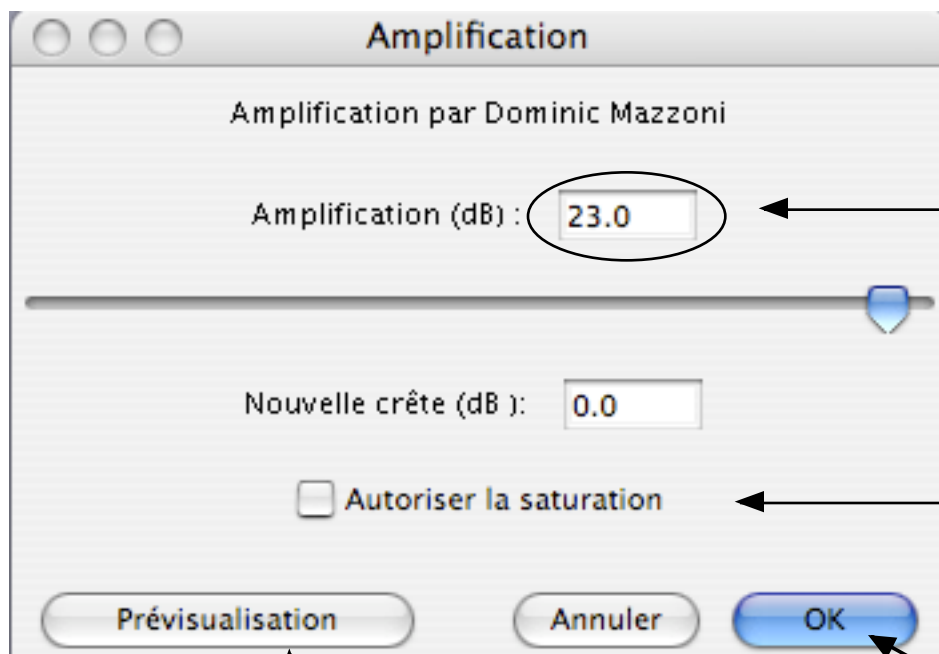 Amplification
Amplification par Dominic Mazzoni
Amplification (dB) : 23.0
Nouvelle crête (dB ): 0.0
Autoriser la saturation
Prévisualisation Annuler OK